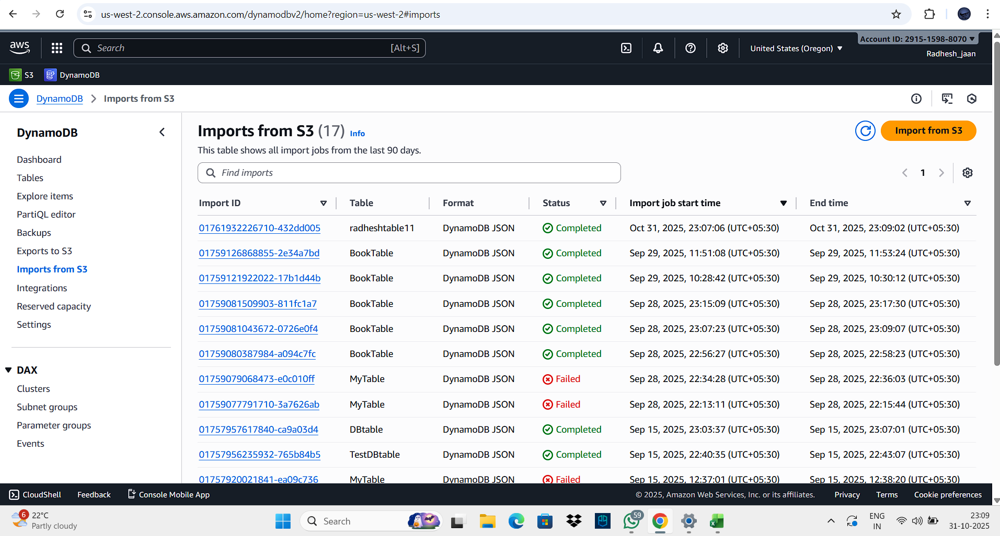 us-west-2.console.aws.amazon.com/dynamodbv2/home?region=us-west-2#imports
aws
Search [Alt+S]
United States (Oregon)
Account ID: 2915-1598-8070
Radhesh_jaan
S3 DynamoDB
DynamoDB > Imports from S3
DynamoDB
Dashboard
Tables
Explore items
PartiQL editor
Backups
Exports to S3
Imports from S3
Integrations
Reserved capacity
Settings
DAX
Clusters
Subnet groups
Parameter groups
Events
Imports from S3 (17) Info
Import from S3
This table shows all import jobs from the last 90 days.
Find imports
1
Import ID Table Format Status Import job start time End time
01761932226710-432dd005 radheshtable11 DynamoDB JSON Completed Oct 31, 2025, 23:07:06 (UTC+05:30) Oct 31, 2025, 23:09:02 (UTC+05:30)
01759126868855-2e34a7bd BookTable DynamoDB JSON Completed Sep 29, 2025, 11:51:08 (UTC+05:30) Sep 29, 2025, 11:53:24 (UTC+05:30)
01759121922022-17b1d44b BookTable DynamoDB JSON Completed Sep 29, 2025, 10:28:42 (UTC+05:30) Sep 29, 2025, 10:30:12 (UTC+05:30)
01759081509903-811fc1a7 BookTable DynamoDB JSON Completed Sep 28, 2025, 23:15:09 (UTC+05:30) Sep 28, 2025, 23:17:30 (UTC+05:30)
01759081043672-0726e0f4 BookTable DynamoDB JSON Completed Sep 28, 2025, 23:07:23 (UTC+05:30) Sep 28, 2025, 23:09:07 (UTC+05:30)
01759080387984-a094c7fc BookTable DynamoDB JSON Completed Sep 28, 2025, 22:56:27 (UTC+05:30) Sep 28, 2025, 22:58:23 (UTC+05:30)
01759079068473-e0c010ff MyTable DynamoDB JSON Failed Sep 28, 2025, 22:34:28 (UTC+05:30) Sep 28, 2025, 22:36:03 (UTC+05:30)
01759077791710-3a7626ab MyTable DynamoDB JSON Failed Sep 28, 2025, 22:13:11 (UTC+05:30) Sep 28, 2025, 22:15:44 (UTC+05:30)
01757957617840-ca9a03d4 DBtable DynamoDB JSON Completed Sep 15, 2025, 23:03:37 (UTC+05:30) Sep 15, 2025, 23:07:01 (UTC+05:30)
01757956235932-765b84b5 TestDBtable DynamoDB JSON Completed Sep 15, 2025, 22:40:35 (UTC+05:30) Sep 15, 2025, 22:43:07 (UTC+05:30)
01757920021841-ea09c736 MyTable DynamoDB JSON Failed Sep 15, 2025, 12:37:01 (UTC+05:30) Sep 15, 2025, 12:38:20 (UTC+05:30)
CloudShell Feedback Console Mobile App © 2025, Amazon Web Services, Inc. or its affiliates. Privacy Terms Cookie preferences
6 22°C
Partly cloudy
Search
59
ENG
IN
23:09
31-10-2025